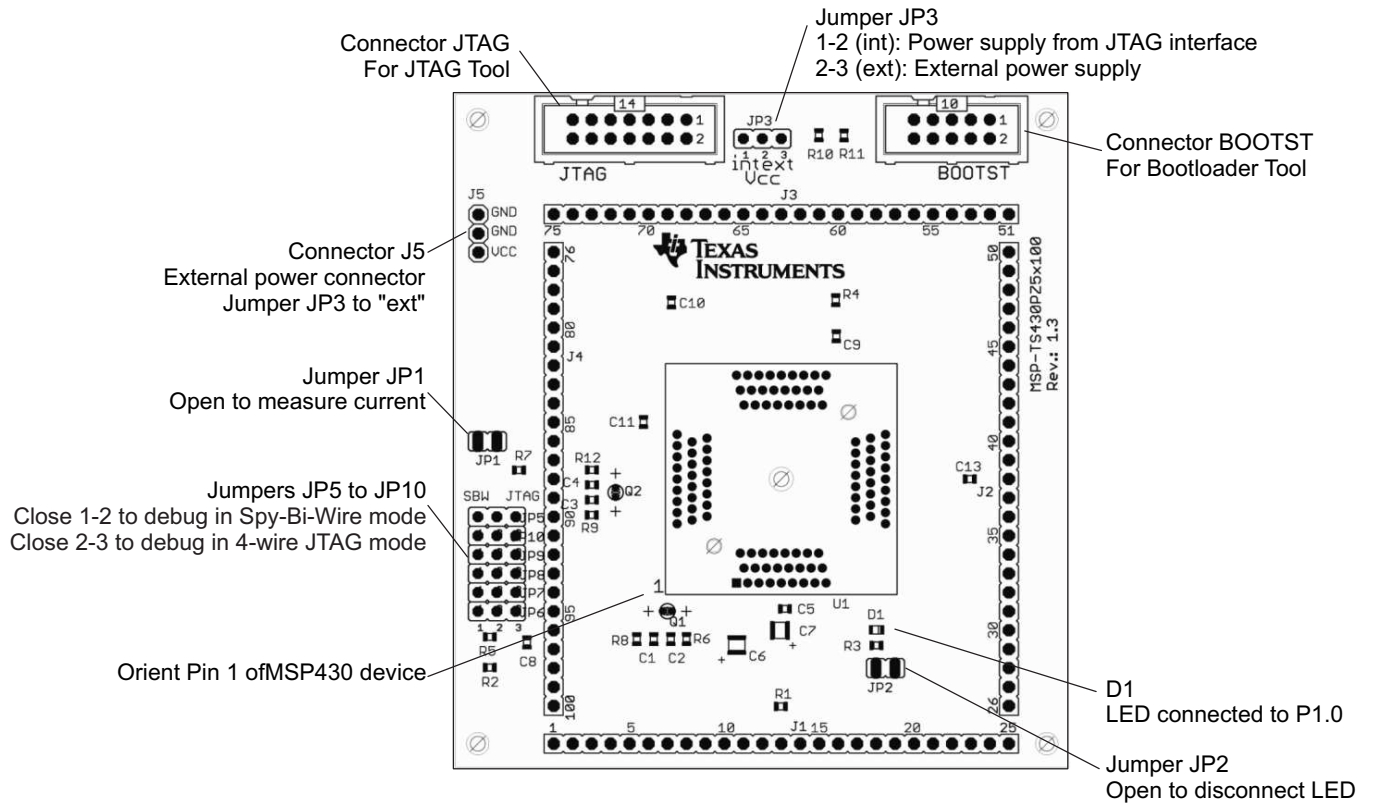 Jumper JP3
1-2 (int): Power supply from JTAG interface
2-3 (ext): External power supply
Connector JTAG
For JTAG Tool
14
1
2
JTAG
JP3
1 2 3
int ext
Vcc
R10 R11
10
1
2
BOOTST
Connector BOOTST
For Bootloader Tool
J5
GND
GND
VCC
J3
75 70 65 60 55 51
Connector J5
External power connector
Jumper JP3 to "ext"
TEXAS
INSTRUMENTS
76
80
J4
85
90
95
100
50
45
40
J2
35
30
26
MSP-TS430PZ5x100
Rev.: 1.3
C10
R4
C9
C11
C13
Jumper JP1
Open to measure current
JP1
R7
R12
C4
C3
R9
Q2
Jumpers JP5 to JP10
Close 1-2 to debug in Spy-Bi-Wire mode
Close 2-3 to debug in 4-wire JTAG mode
SBW JTAG
JP5
JP10
JP9
JP8
JP7
JP6
1 2 3
R5
C8
R2
1
U1
Q1
C5
C7
R8
C1
C2
R6
C6
D1
R3
JP2
R1
Orient Pin 1 ofMSP430 device
D1
LED connected to P1.0
1 5 10 J1 15 20 25
Jumper JP2
Open to disconnect LED